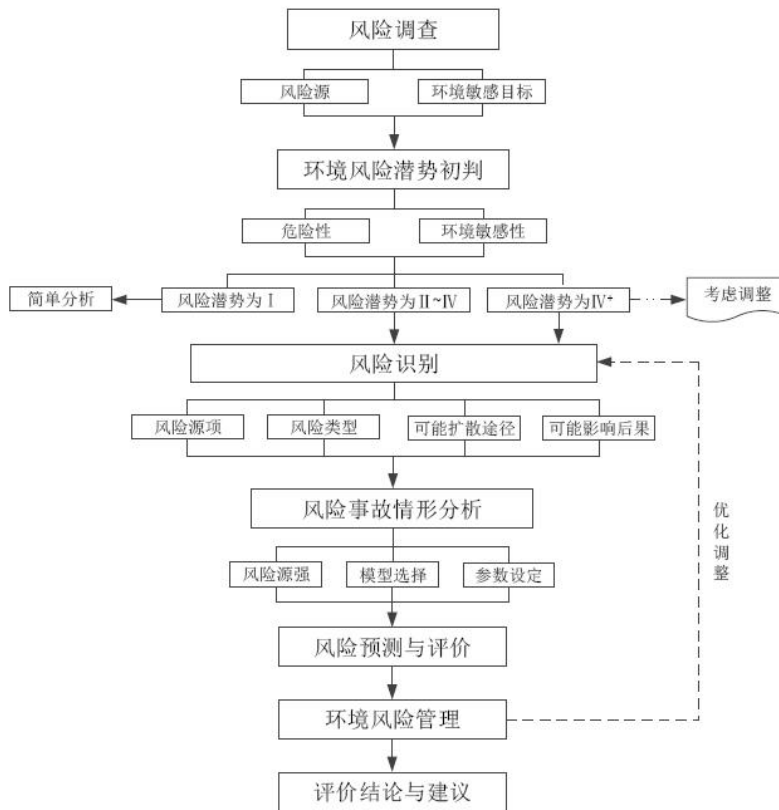 风险调查
风险源
环境敏感目标
环境风险潜势初判
危险性
环境敏感性
简单分析
风险潜势为Ⅰ
风险潜势为Ⅱ~Ⅳ
风险潜势为Ⅳ⁺
考虑调整
风险识别
风险源项
风险类型
可能扩散途径
可能影响后果
风险事故情形分析
优化调整
风险源强
模型选择
参数设定
风险预测与评价
环境风险管理
评价结论与建议